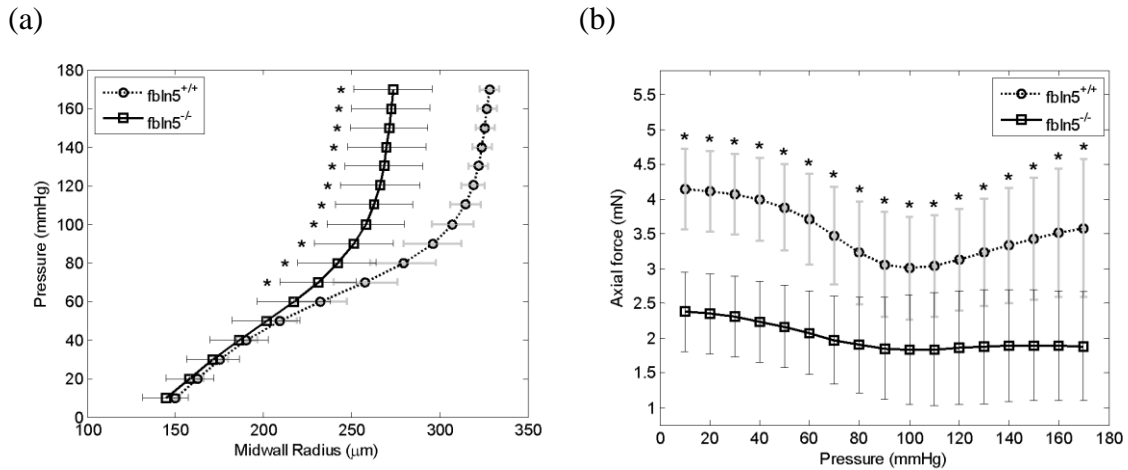 (a)
(b)
180
160
140
120
100
80
60
40
20
0
Pressure (mmHg)
fbln5+/+
fbln5-/-
*
*
*
*
*
*
*
*
*
*
*
100 150 200 250 300 350
Midwall Radius (μm)
5.5
5
4.5
4
3.5
3
2.5
2
1.5
1
Axial force (mN)
fbln5+/+
fbln5-/-
* * * * * * * * * * * * * * * * *
0 20 40 60 80 100 120 140 160 180
Pressure (mmHg)